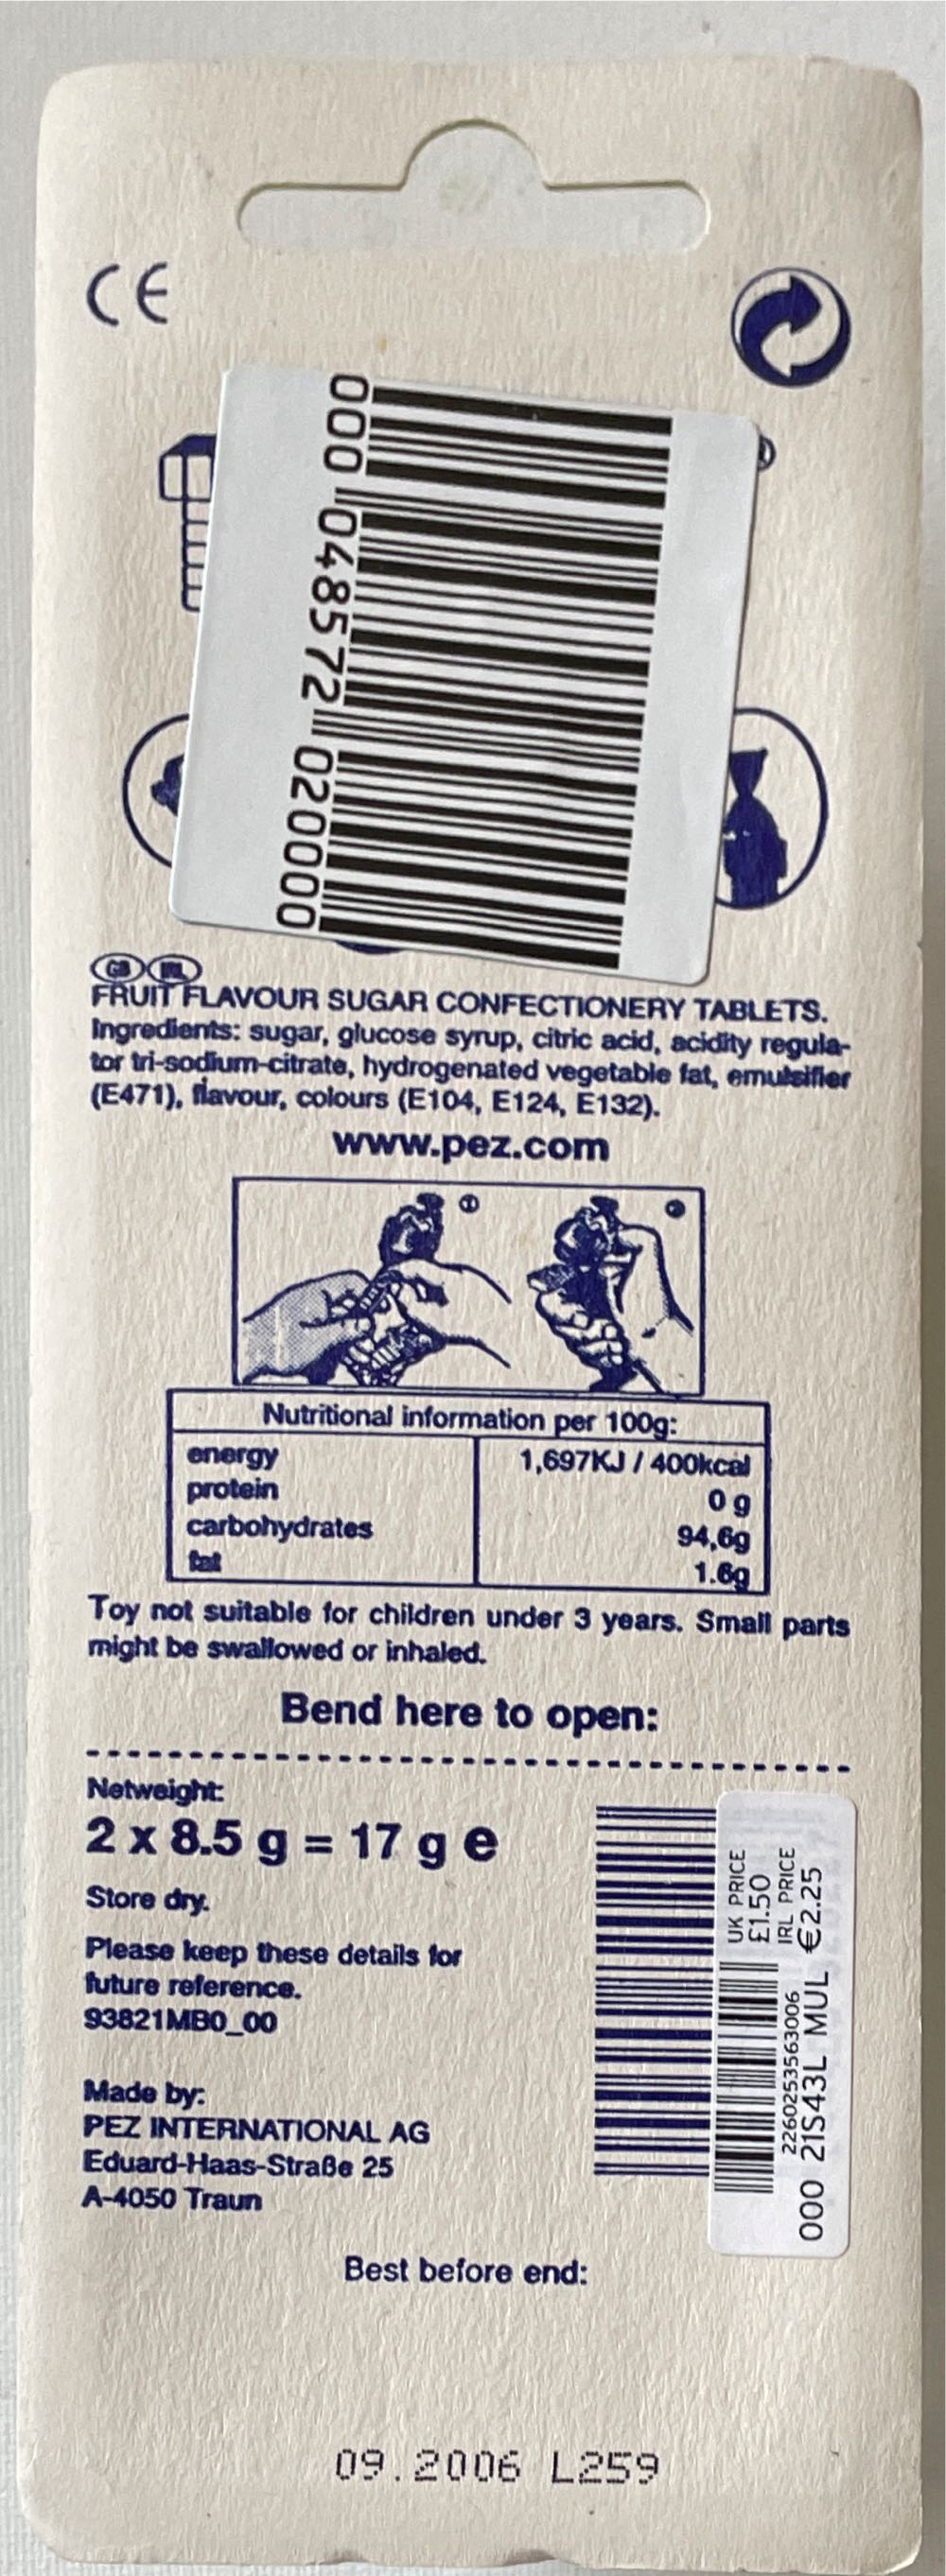 CE
000 048572 020000
GB IRL
FRUIT FLAVOUR SUGAR CONFECTIONERY TABLETS.
Ingredients: sugar, glucose syrup, citric acid, acidity regula-
tor tri-sodium-citrate, hydrogenated vegetable fat, emulsifier
(E471), flavour, colours (E104, E124, E132).
www.pez.com
1 2
Nutritional information per 100g:
energy 1,697KJ / 400kcal
protein 0 g
carbohydrates 94,6g
fat 1.6g
Toy not suitable for children under 3 years. Small parts
might be swallowed or inhaled.
Bend here to open:
Netweight:
2 x 8.5 g = 17 g e
Store dry.
Please keep these details for
future reference.
93821MB0_00
Made by:
PEZ INTERNATIONAL AG
Eduard-Haas-Straße 25
A-4050 Traun
UK PRICE
£1.50
IRL PRICE
€2.25
2260253563006
000 21S43L MUL
Best before end:
09.2006 L259